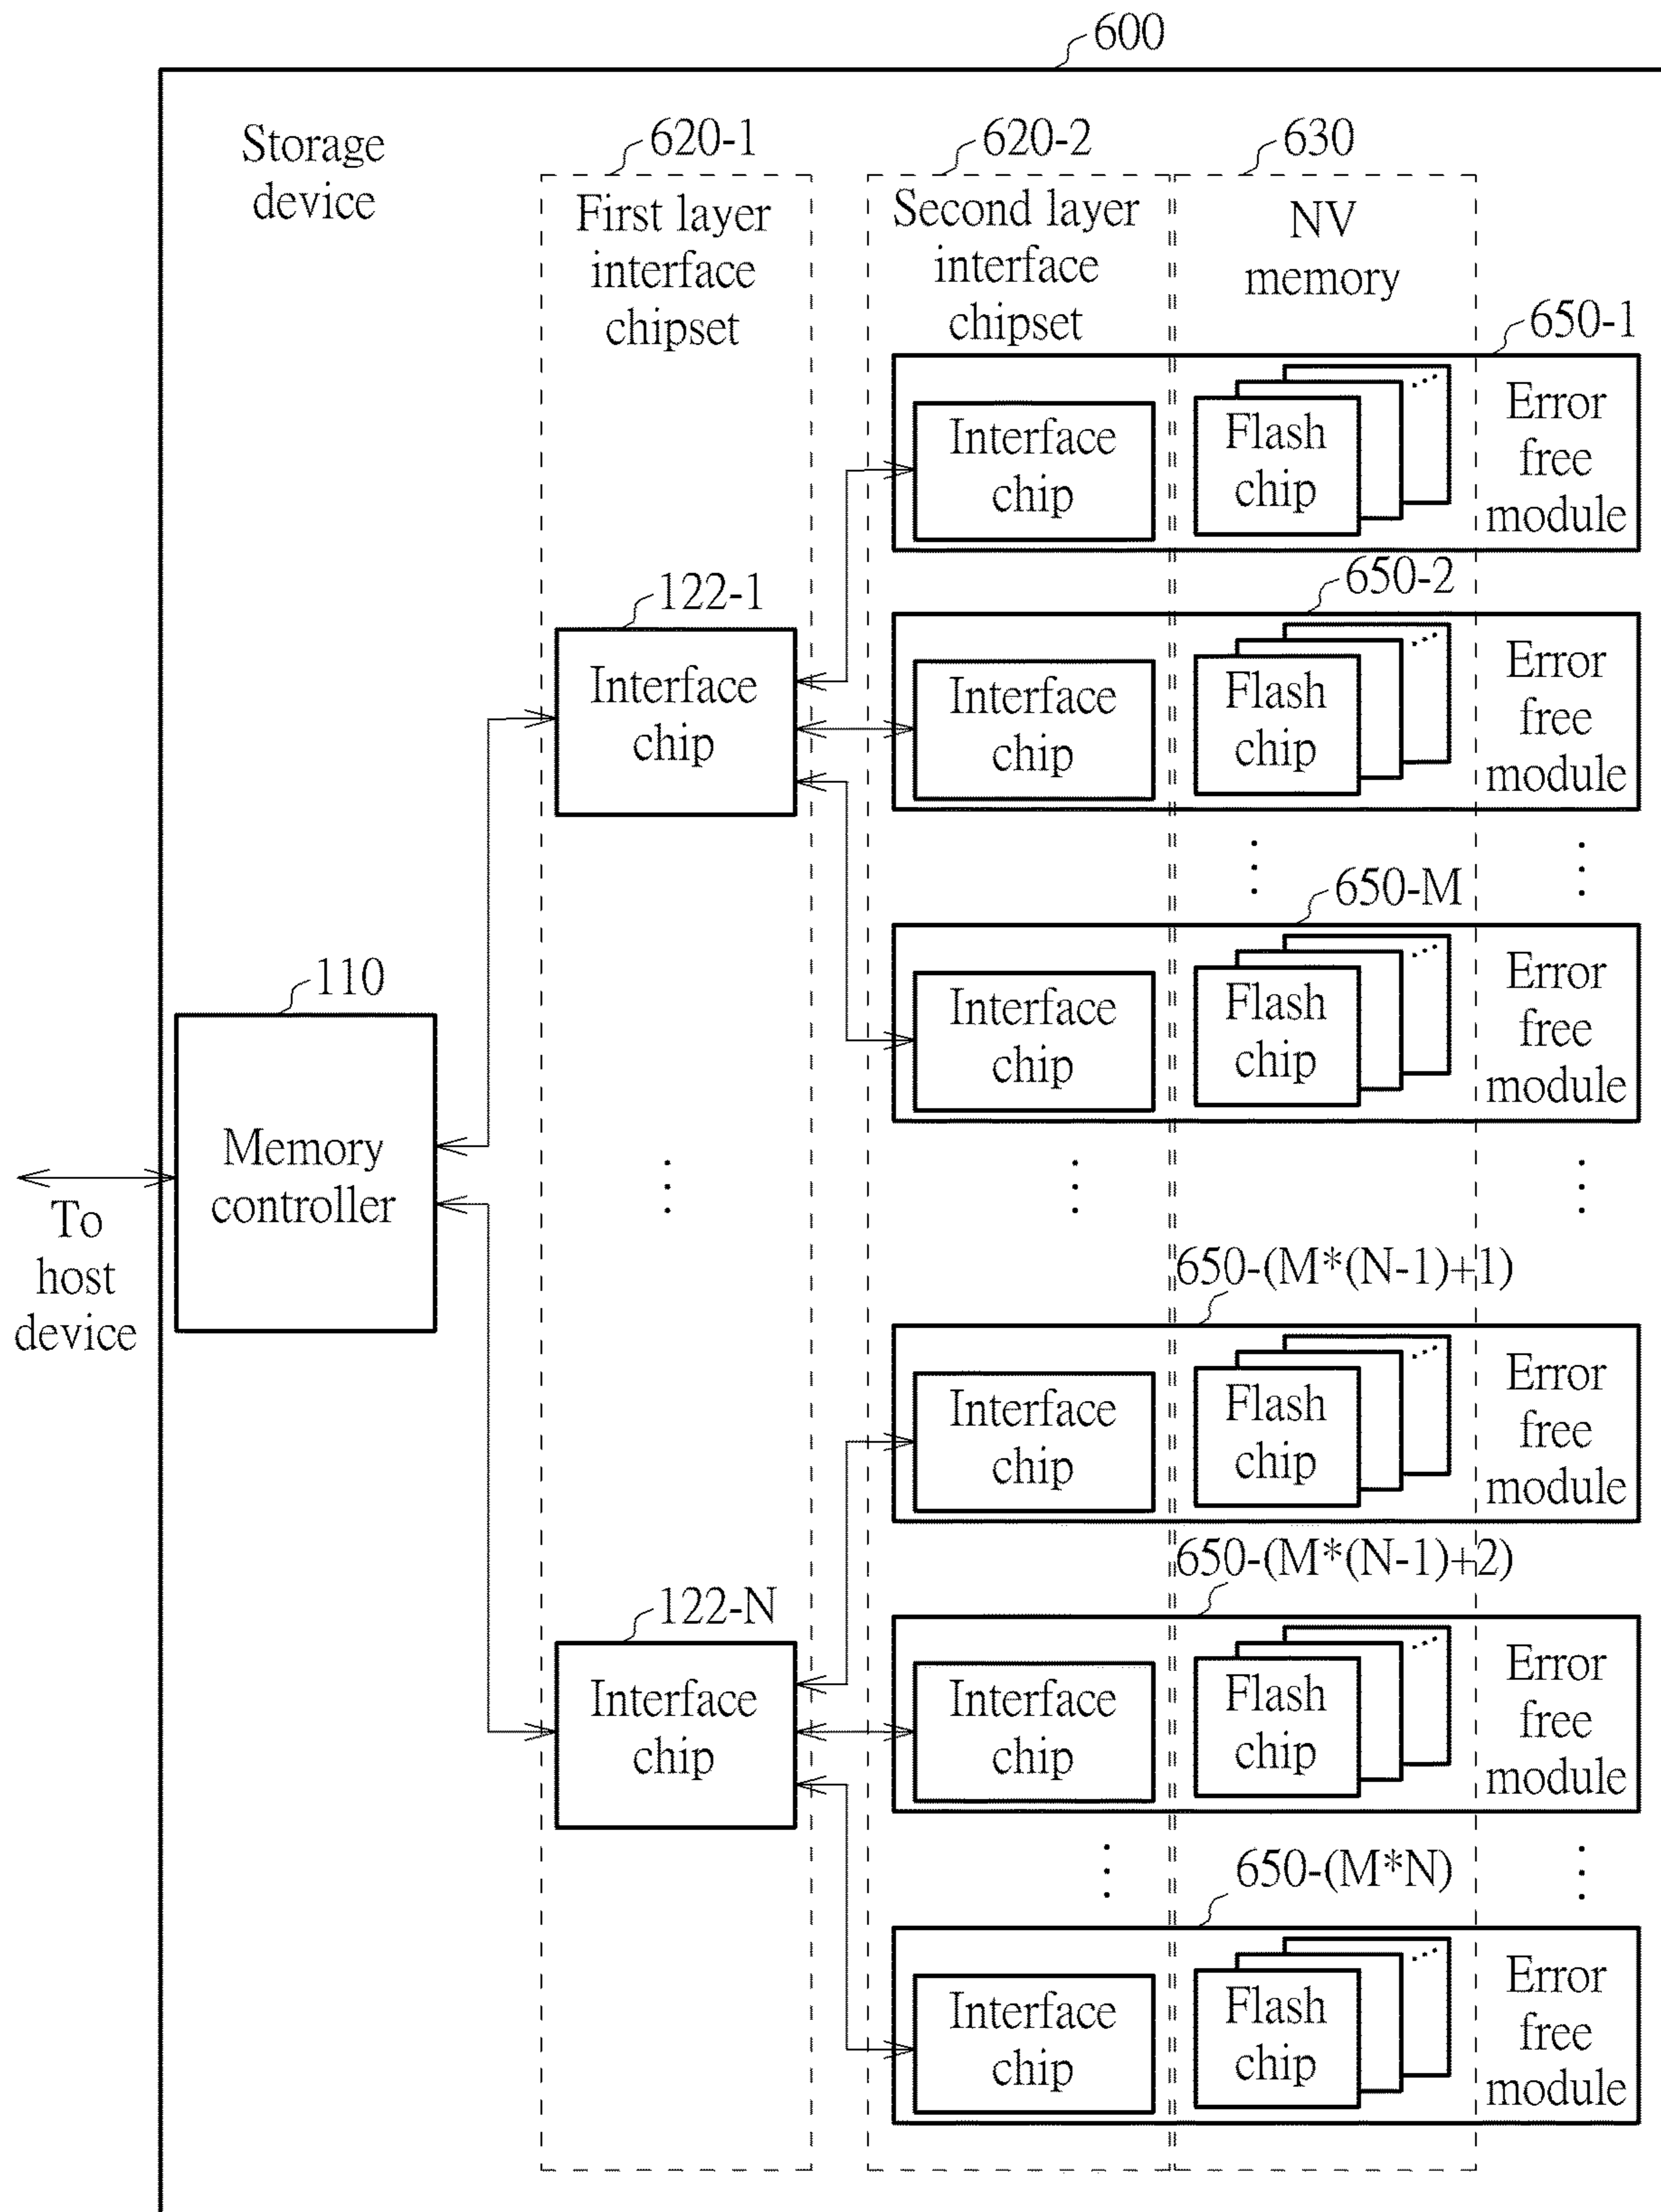 600
Storage
device
620-1
First layer
interface
chipset
620-2
Second layer
interface
chipset
630
NV
memory
650-1
Interface
chip
Flash
chip
Error
free
module
650-2
Interface
chip
Flash
chip
Error
free
module
122-1
Interface
chip
650-M
Interface
chip
Flash
chip
Error
free
module
110
Memory
controller
To
host
device
650-(M*(N-1)+1)
Interface
chip
Flash
chip
Error
free
module
650-(M*(N-1)+2)
Interface
chip
Flash
chip
Error
free
module
122-N
Interface
chip
650-(M*N)
Interface
chip
Flash
chip
Error
free
module